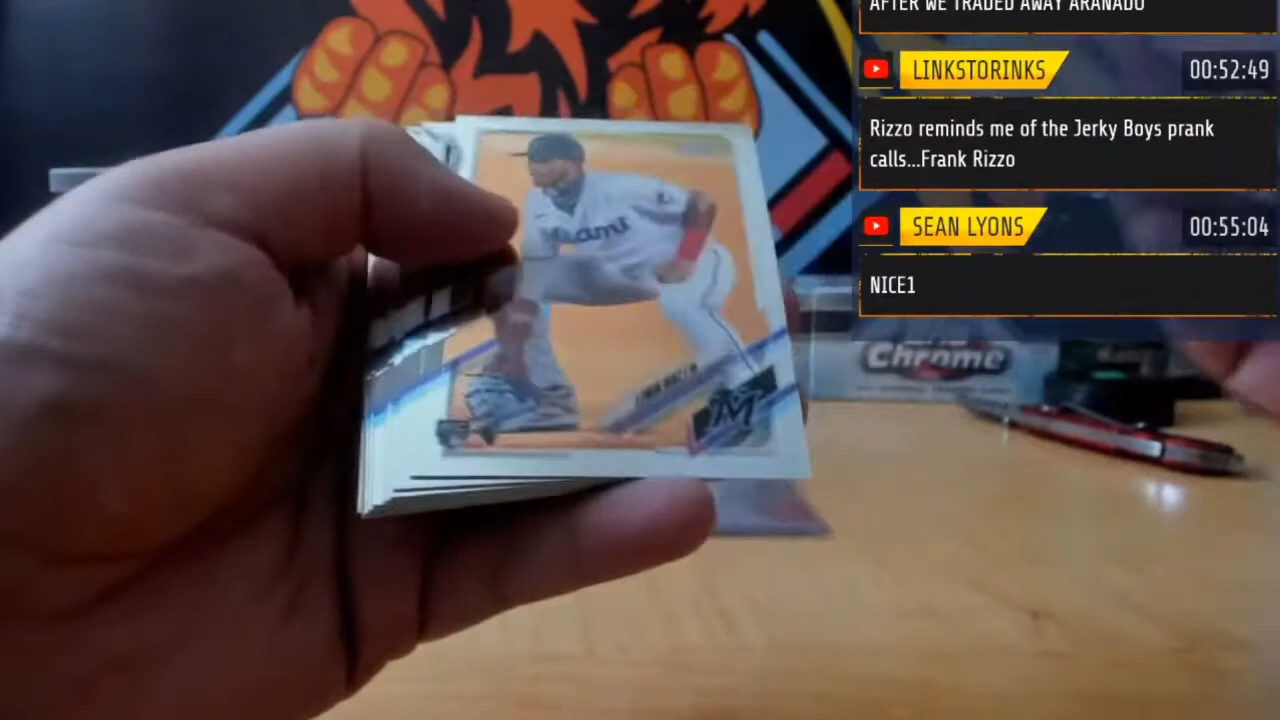 AFTER WE TRADED AWAY ARANADO
LINKSTORINKS 00:52:49
Rizzo reminds me of the Jerky Boys prank
calls...Frank Rizzo
SEAN LYONS 00:55:04
NICE1
Chrome
Miami
M